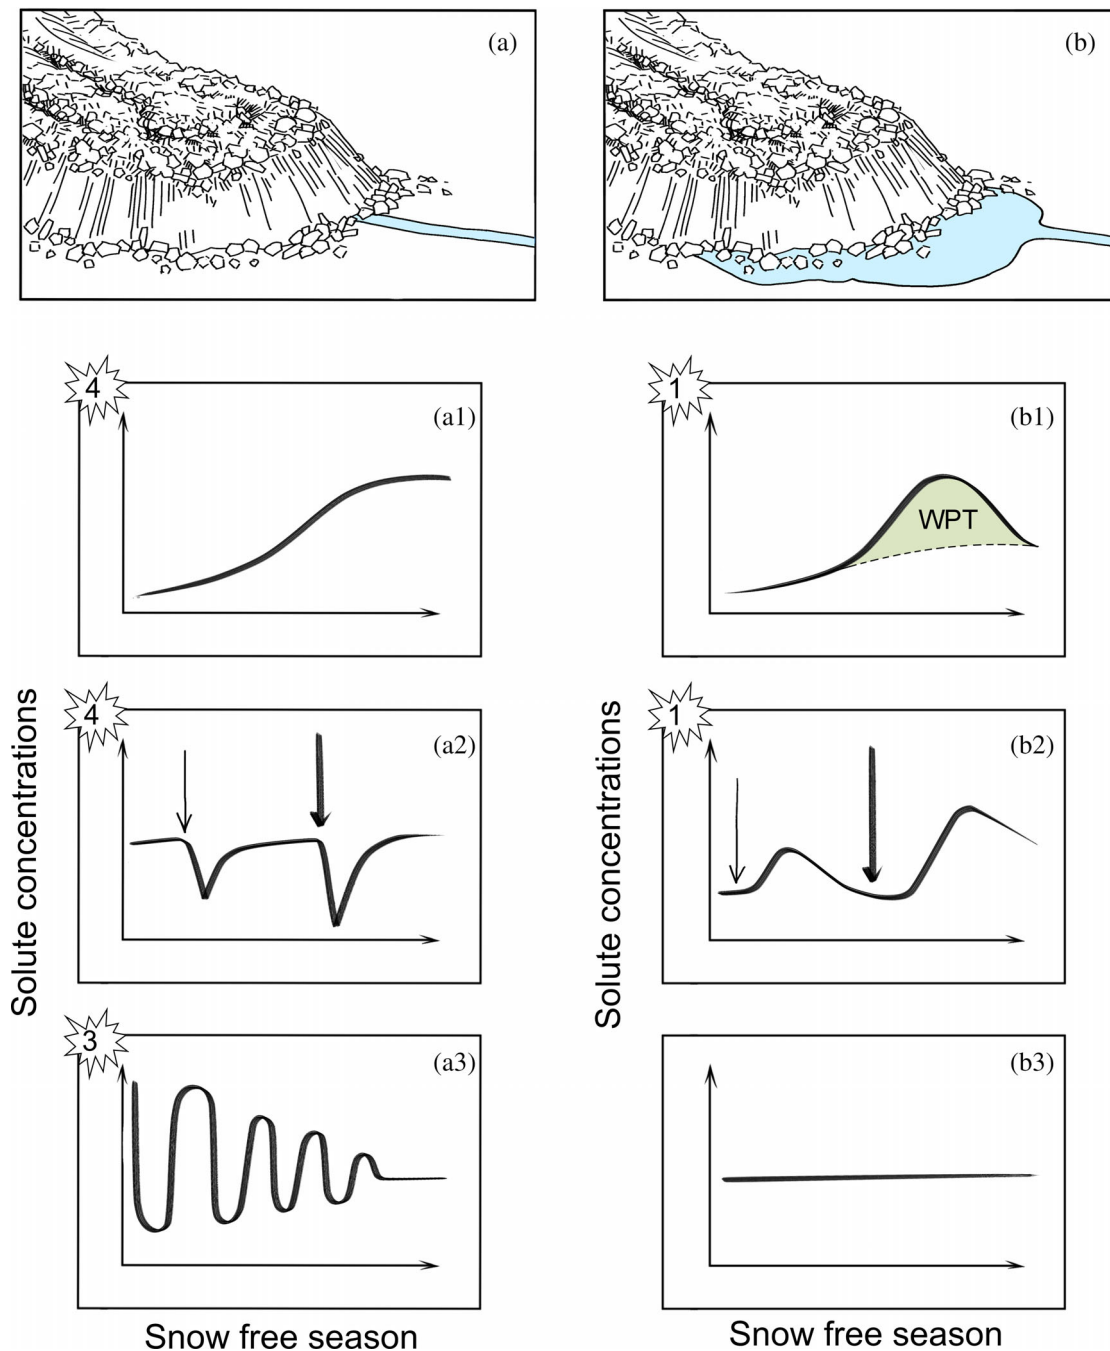 (a)
(b)
4
(a1)
1
(b1)
WPT
4
(a2)
1
(b2)
Solute concentrations
Solute concentrations
3
(a3)
(b3)
Snow free season
Snow free season